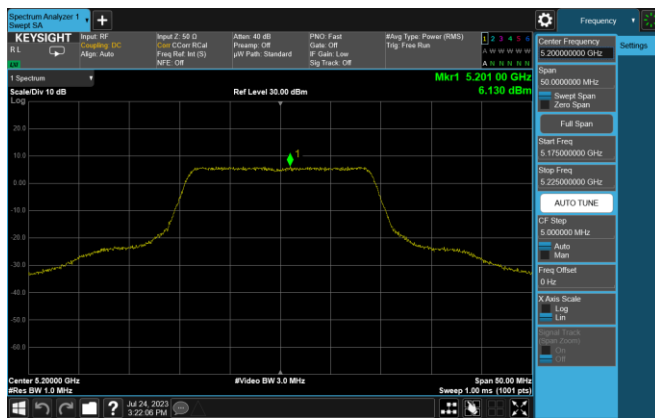 Spectrum Analyzer 1
Swept SA
+
Frequency
KEYSIGHT
R L
Input: RF
Coupling: DC
Align: Auto
Input Z: 50 Ω
Corr CCorr RCal
Freq Ref: Int (S)
NFE: Off
Atten: 40 dB
Preamp: Off
µW Path: Standard
PNO: Fast
Gate: Off
IF Gain: Low
Sig Track: Off
#Avg Type: Power (RMS)
Trig: Free Run
1 2 3 4 5 6
A W W W W W
A N N N N N
1 Spectrum
Scale/Div 10 dB
Log
Ref Level 30.00 dBm
Mkr1 5.201 00 GHz
6.130 dBm
1
20.0
10.0
0.00
-10.0
-20.0
-30.0
-40.0
-50.0
-60.0
Center 5.20000 GHz
#Res BW 1.0 MHz
#Video BW 3.0 MHz
Span 50.00 MHz
Sweep 1.00 ms (1001 pts)
Center Frequency
5.200000000 GHz
Settings
Span
50.0000000 MHz
Swept Span
Zero Span
Full Span
Start Freq
5.175000000 GHz
Stop Freq
5.225000000 GHz
AUTO TUNE
CF Step
5.000000 MHz
Auto
Man
Freq Offset
0 Hz
X Axis Scale
Log
Lin
Signal Track
(Span Zoom)
On
Off
?
Jul 24, 2023
3:22:06 PM